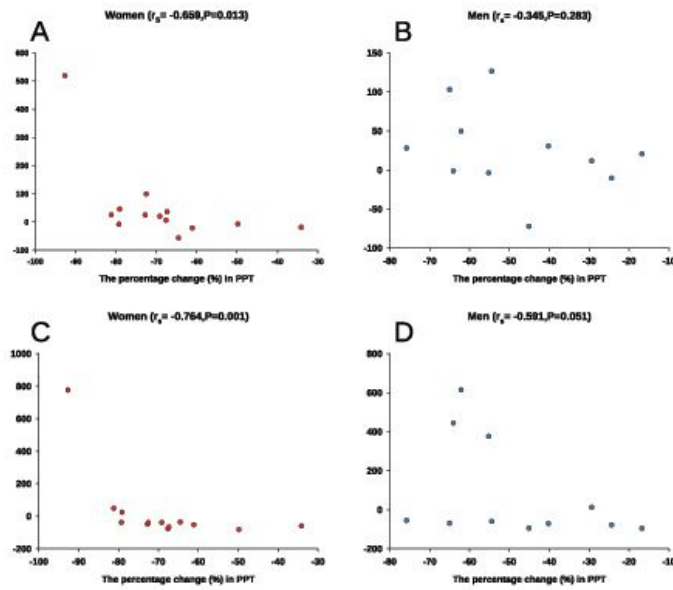 A
Women (rs= -0.659,P=0.013)
600
500
400
300
200
100
0
-100
-100 -90 -80 -70 -60 -50 -40 -30
The percentage change (%) in PPT
B
Men (rs= -0.345,P=0.283)
150
100
50
0
-50
-100
-80 -70 -60 -50 -40 -30 -20 -10
The percentage change (%) in PPT
C
Women (rs= -0.764,P=0.001)
1000
800
600
400
200
0
-200
-100 -90 -80 -70 -60 -50 -40 -30
The percentage change (%) in PPT
D
Men (rs= -0.591,P=0.051)
800
600
400
200
0
-200
-80 -70 -60 -50 -40 -30 -20 -10
The percentage change (%) in PPT